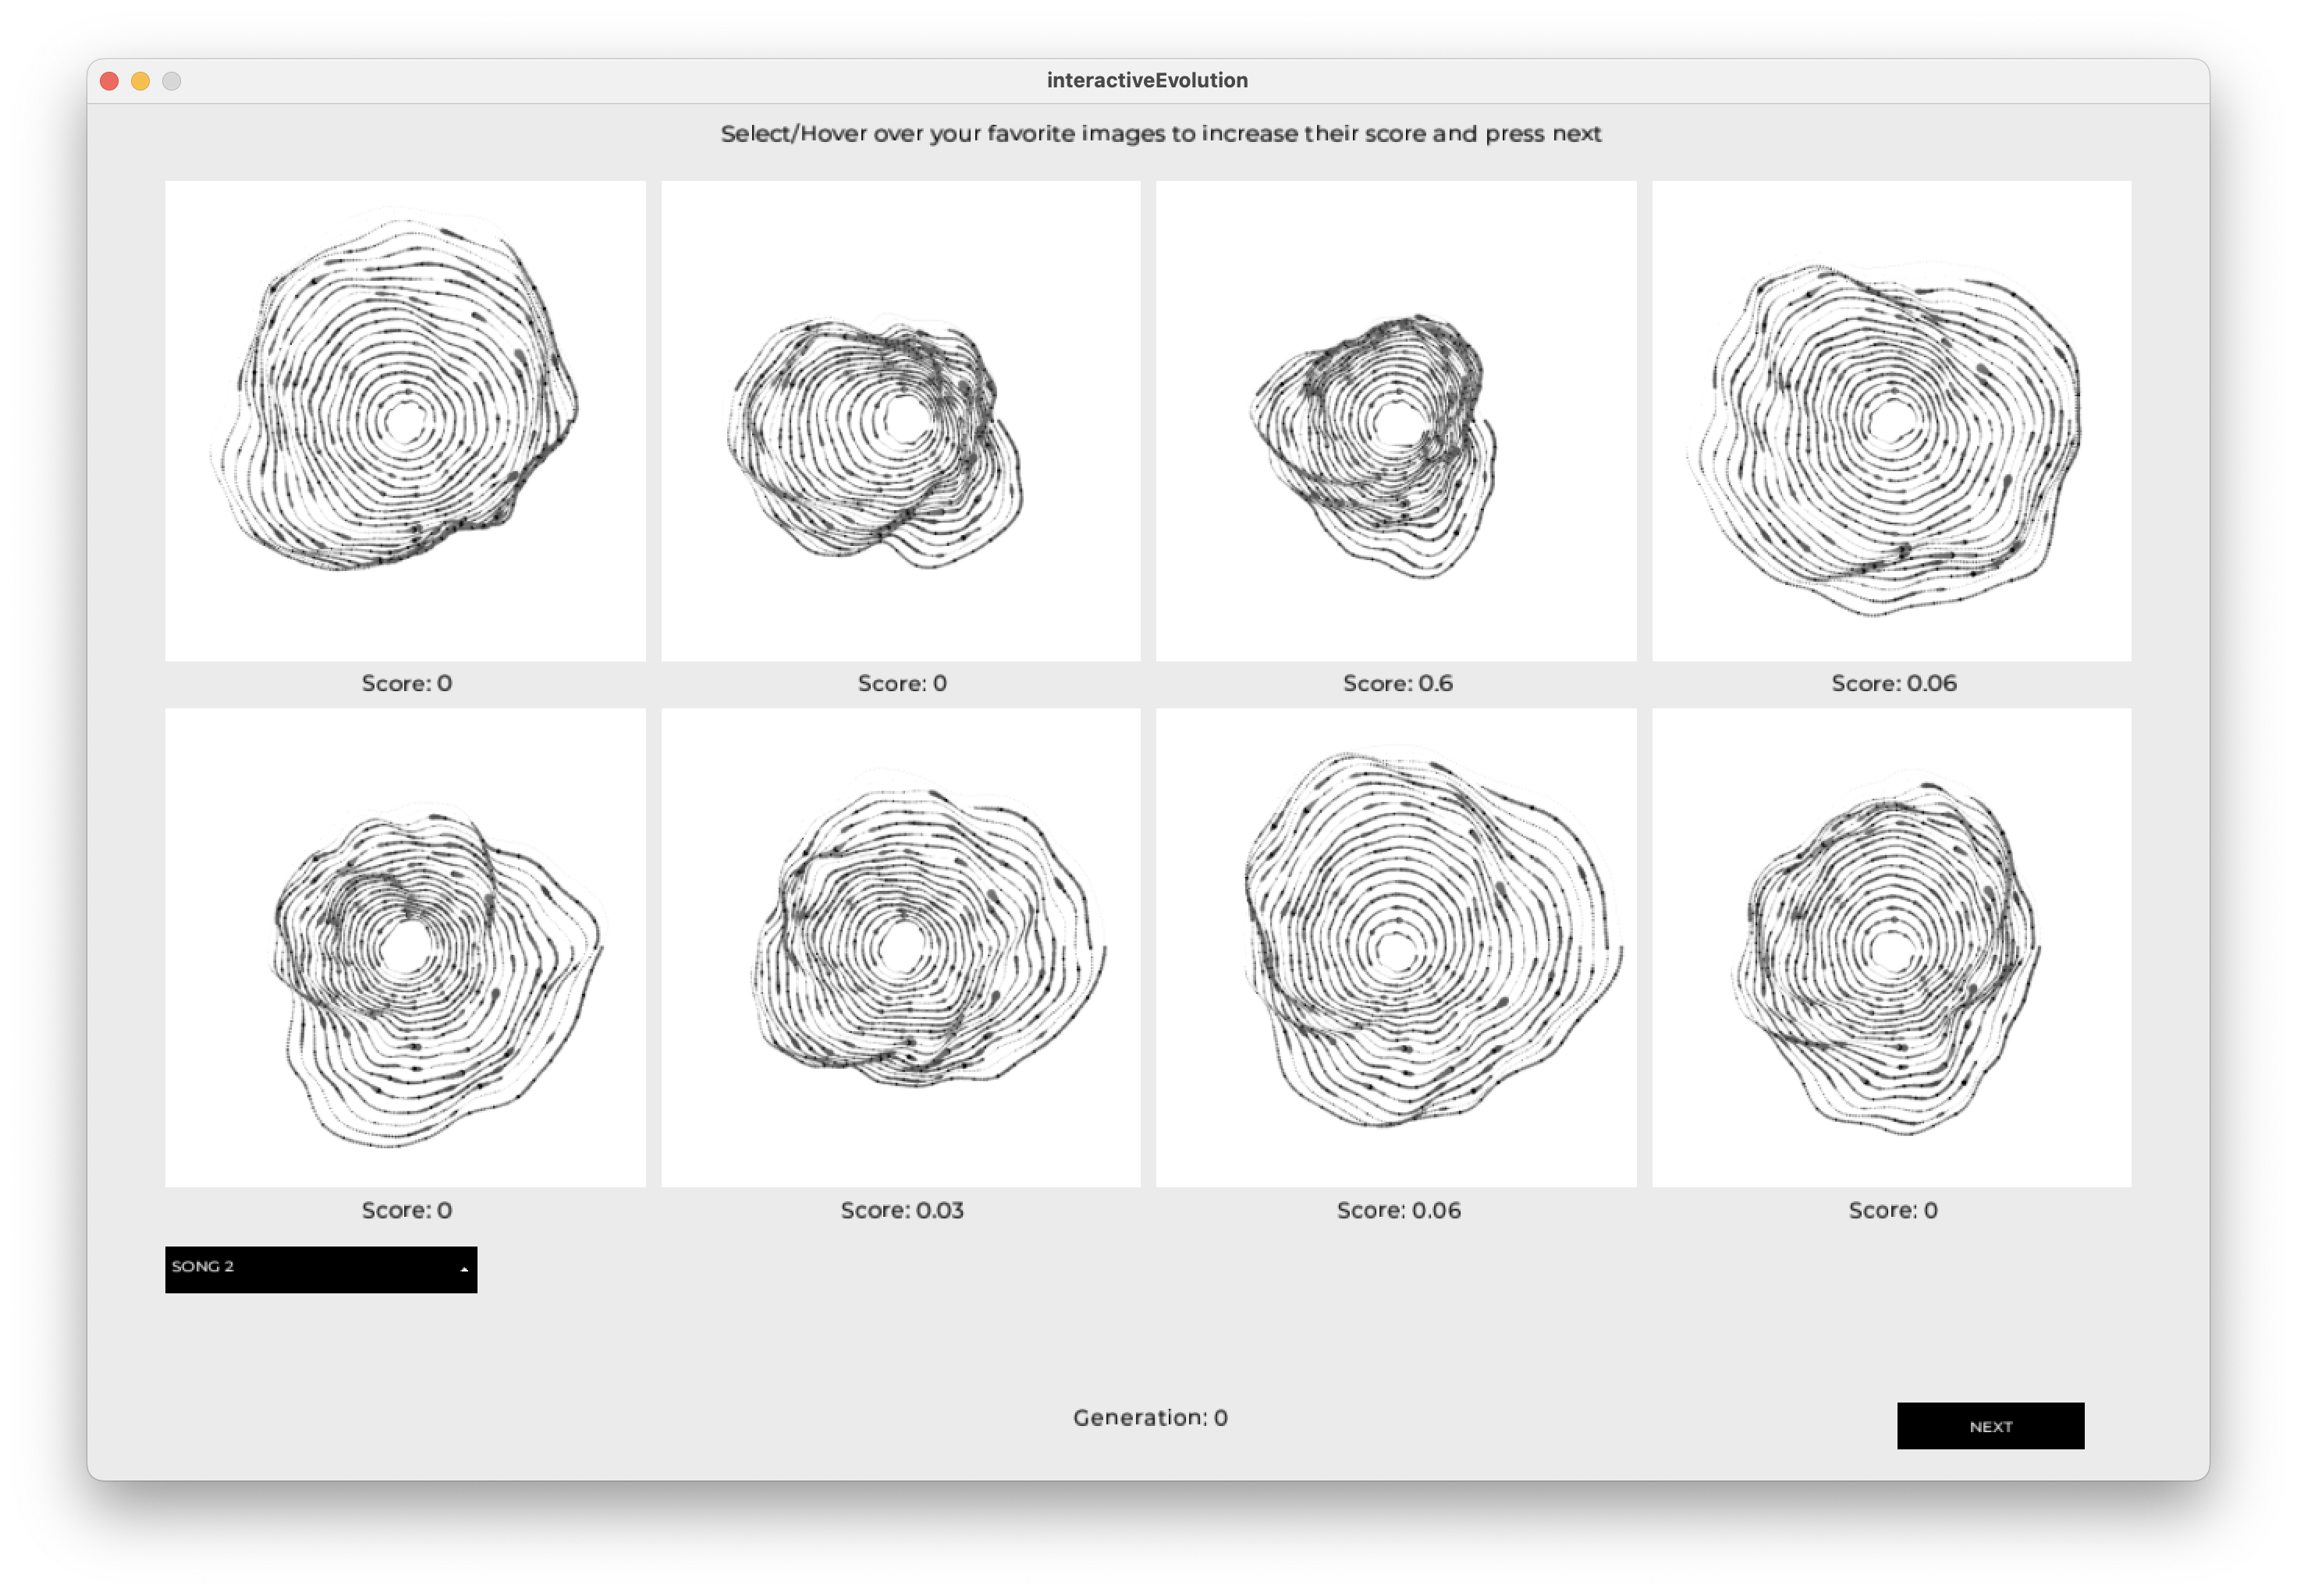 interactiveEvolution
Select/Hover over your favorite images to increase their score and press next
Score: 0
Score: 0
Score: 0.6
Score: 0.06
Score: 0
Score: 0.03
Score: 0.06
Score: 0
SONG 2
Generation: 0
NEXT